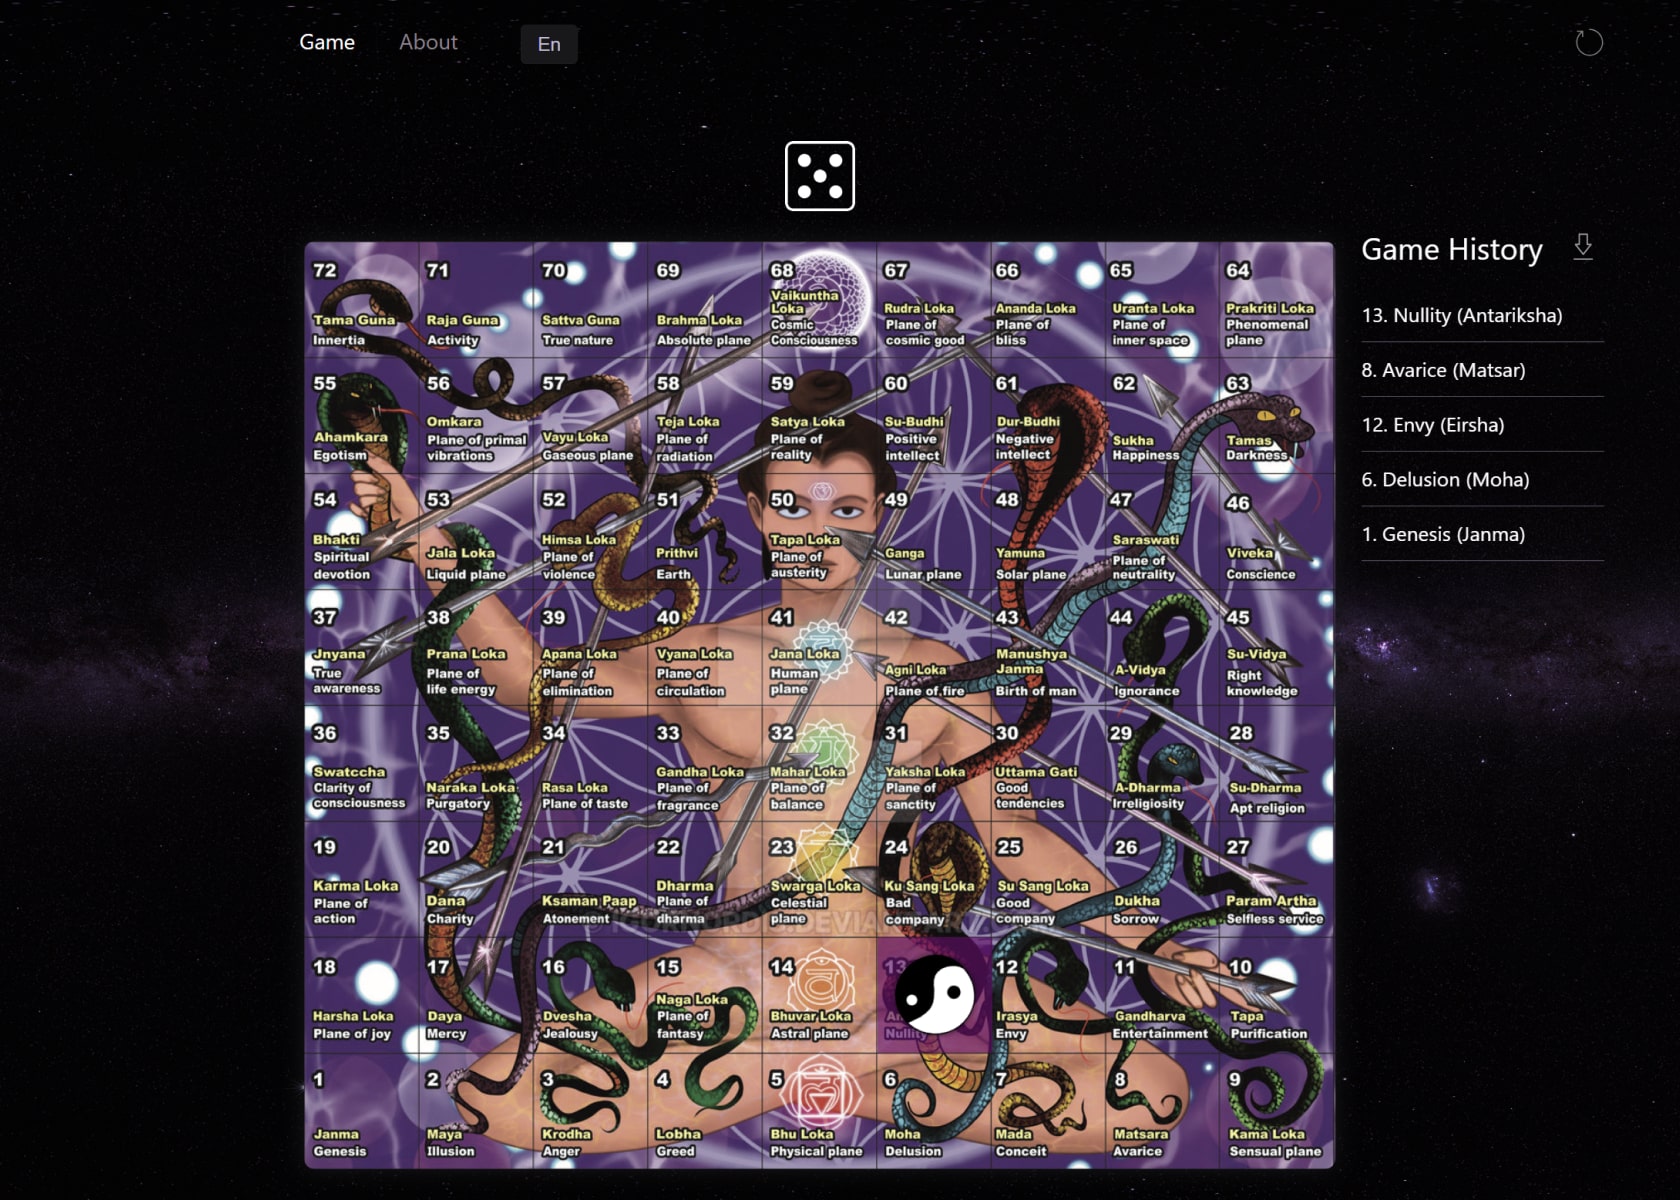 Game
About
En
Game History
13. Nullity (Antariksha)
8. Avarice (Matsar)
12. Envy (Eirsha)
6. Delusion (Moha)
1. Genesis (Janma)
72
Tama Guna
Innertia
71
Raja Guna
Activity
70
Sattva Guna
True nature
69
Brahma Loka
Absolute plane
68
Vaikuntha
Loka
Cosmic
Consciousness
67
Rudra Loka
Plane of
cosmic good
66
Ananda Loka
Plane of
bliss
65
Uranta Loka
Plane of
inner space
64
Prakriti Loka
Phenomenal
plane
55
Ahamkara
Egotism
56
Omkara
Plane of primal
vibrations
57
Vayu Loka
Gaseous plane
58
Teja Loka
Plane of
radiation
59
Satya Loka
Plane of
reality
60
Su-Budhi
Positive
intellect
61
Dur-Budhi
Negative
intellect
62
Sukha
Happiness
63
Tamas
Darkness
54
Bhakti
Spiritual
devotion
53
Jala Loka
Liquid plane
52
Himsa Loka
Plane of
violence
51
Prithvi
Earth
50
Tapa Loka
Plane of
austerity
49
Ganga
Lunar plane
48
Yamuna
Solar plane
47
Saraswati
Plane of
neutrality
46
Viveka
Conscience
37
Jnyana
True
awareness
38
Prana Loka
Plane of
life energy
39
Apana Loka
Plane of
elimination
40
Vyana Loka
Plane of
circulation
41
Jana Loka
Human
plane
42
Agni Loka
Plane of fire
43
Manushya
Janma
Birth of man
44
A-Vidya
Ignorance
45
Su-Vidya
Right
knowledge
36
Swatccha
Clarity of
consciousness
35
Naraka Loka
Purgatory
34
Rasa Loka
Plane of taste
33
Gandha Loka
Plane of
fragrance
32
Mahar Loka
Plane of
balance
31
Yaksha Loka
Plane of
sanctity
30
Uttama Gati
Good
tendencies
29
A-Dharma
Irreligiosity
28
Su-Dharma
Apt religion
19
Karma Loka
Plane of
action
20
Dana
Charity
21
Ksaman Paap
Atonement
22
Dharma
Plane of
dharma
23
Swarga Loka
Celestial
plane
24
Ku Sang Loka
Bad
company
25
Su Sang Loka
Good
company
26
Dukha
Sorrow
27
Param Artha
Selfless service
18
Harsha Loka
Plane of joy
17
Daya
Mercy
16
Dvesha
Jealousy
15
Naga Loka
Plane of
fantasy
14
Bhuvar Loka
Astral plane
13
Nullity
12
Irasya
Envy
11
Gandharva
Entertainment
10
Tapa
Purification
1
Janma
Genesis
2
Maya
Illusion
3
Krodha
Anger
4
Lobha
Greed
5
Bhu Loka
Physical plane
6
Moha
Delusion
7
Mada
Conceit
8
Matsara
Avarice
9
Kama Loka
Sensual plane